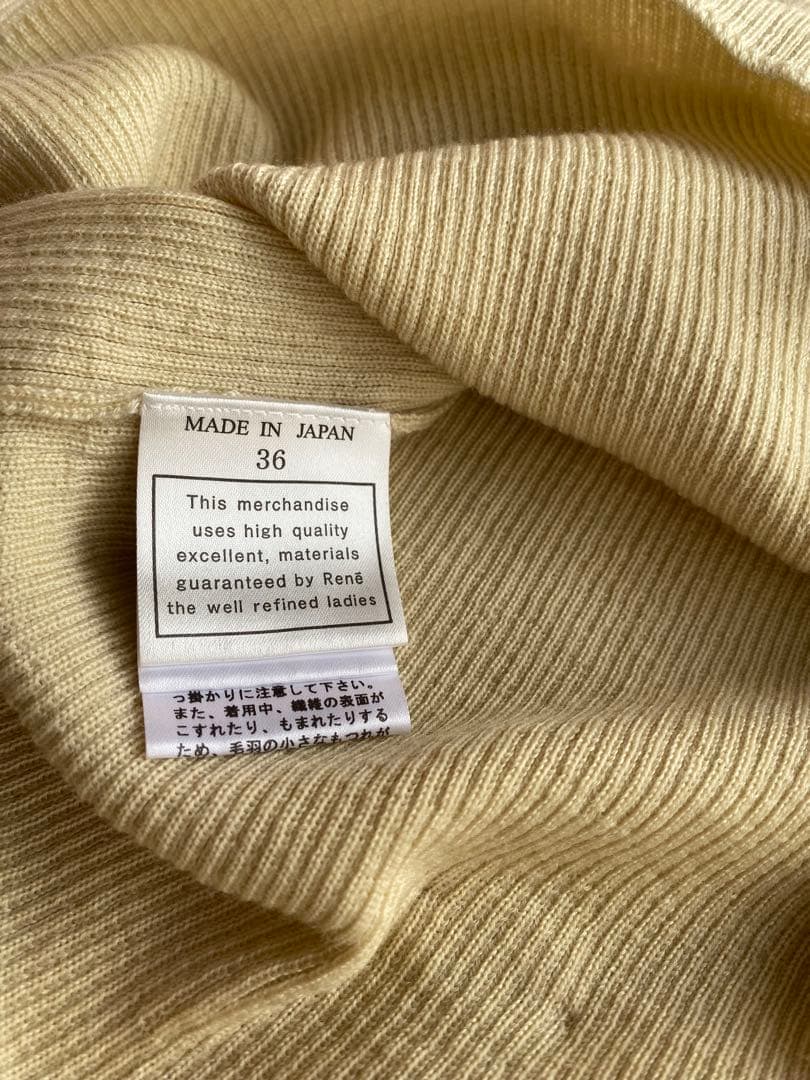 MADE IN JAPAN
36
This merchandise
uses high quality
excellent, materials
guaranteed by Renē
the well refined ladies
っ掛かりに注意して下さい。
また、着用中、繊維の表面が
こすれたり、もまれたりする
ため、毛羽の小さなもつれが